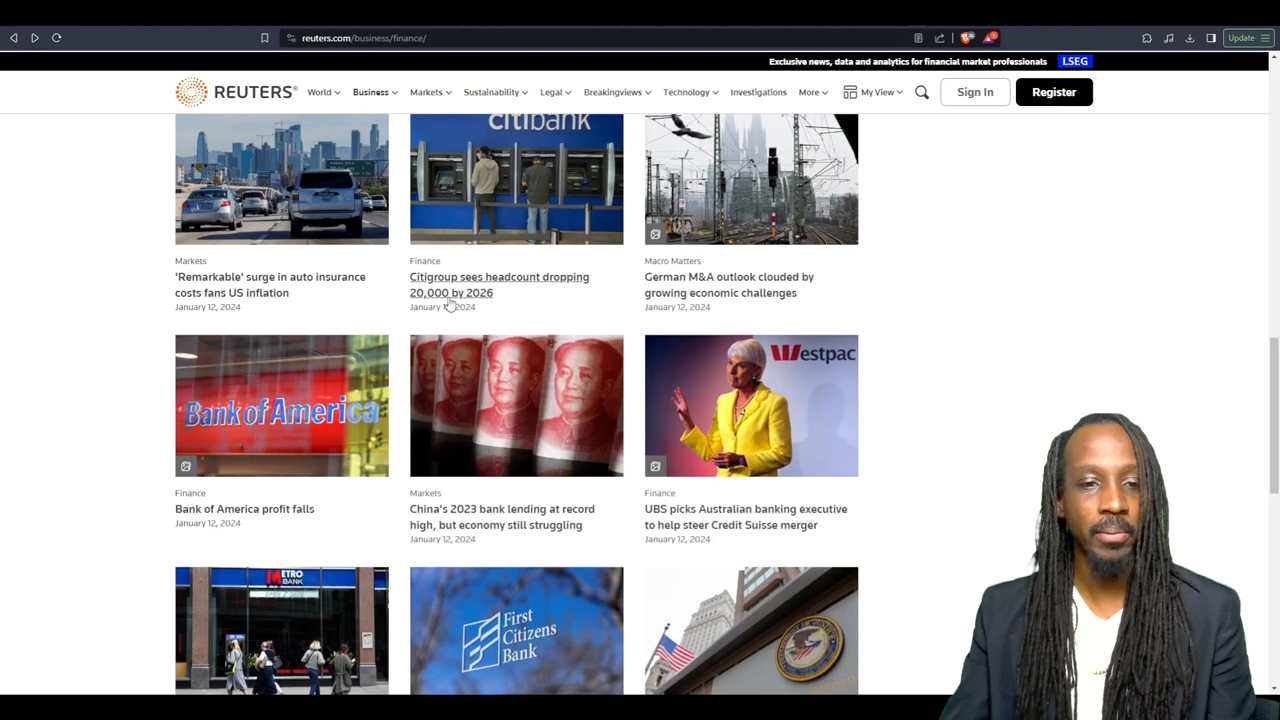 reuters.com/business/finance/
Update
Exclusive news, data and analytics for financial market professionals
LSEG
REUTERS®
World
Business
Markets
Sustainability
Legal
Breakingviews
Technology
Investigations
More
My View
Sign In
Register
citibank
Markets
'Remarkable' surge in auto insurance
costs fans US inflation
January 12, 2024
Finance
Citigroup sees headcount dropping
20,000 by 2026
2024
Macro Matters
German M&A outlook clouded by
growing economic challenges
January 12, 2024
Bank of America
Westpac
Finance
Bank of America profit falls
January 12, 2024
Markets
China's 2023 bank lending at record
high, but economy still struggling
January 12, 2024
Finance
UBS picks Australian banking executive
to help steer Credit Suisse merger
January 12, 2024
METRO
BANK
First
Citizens
Bank